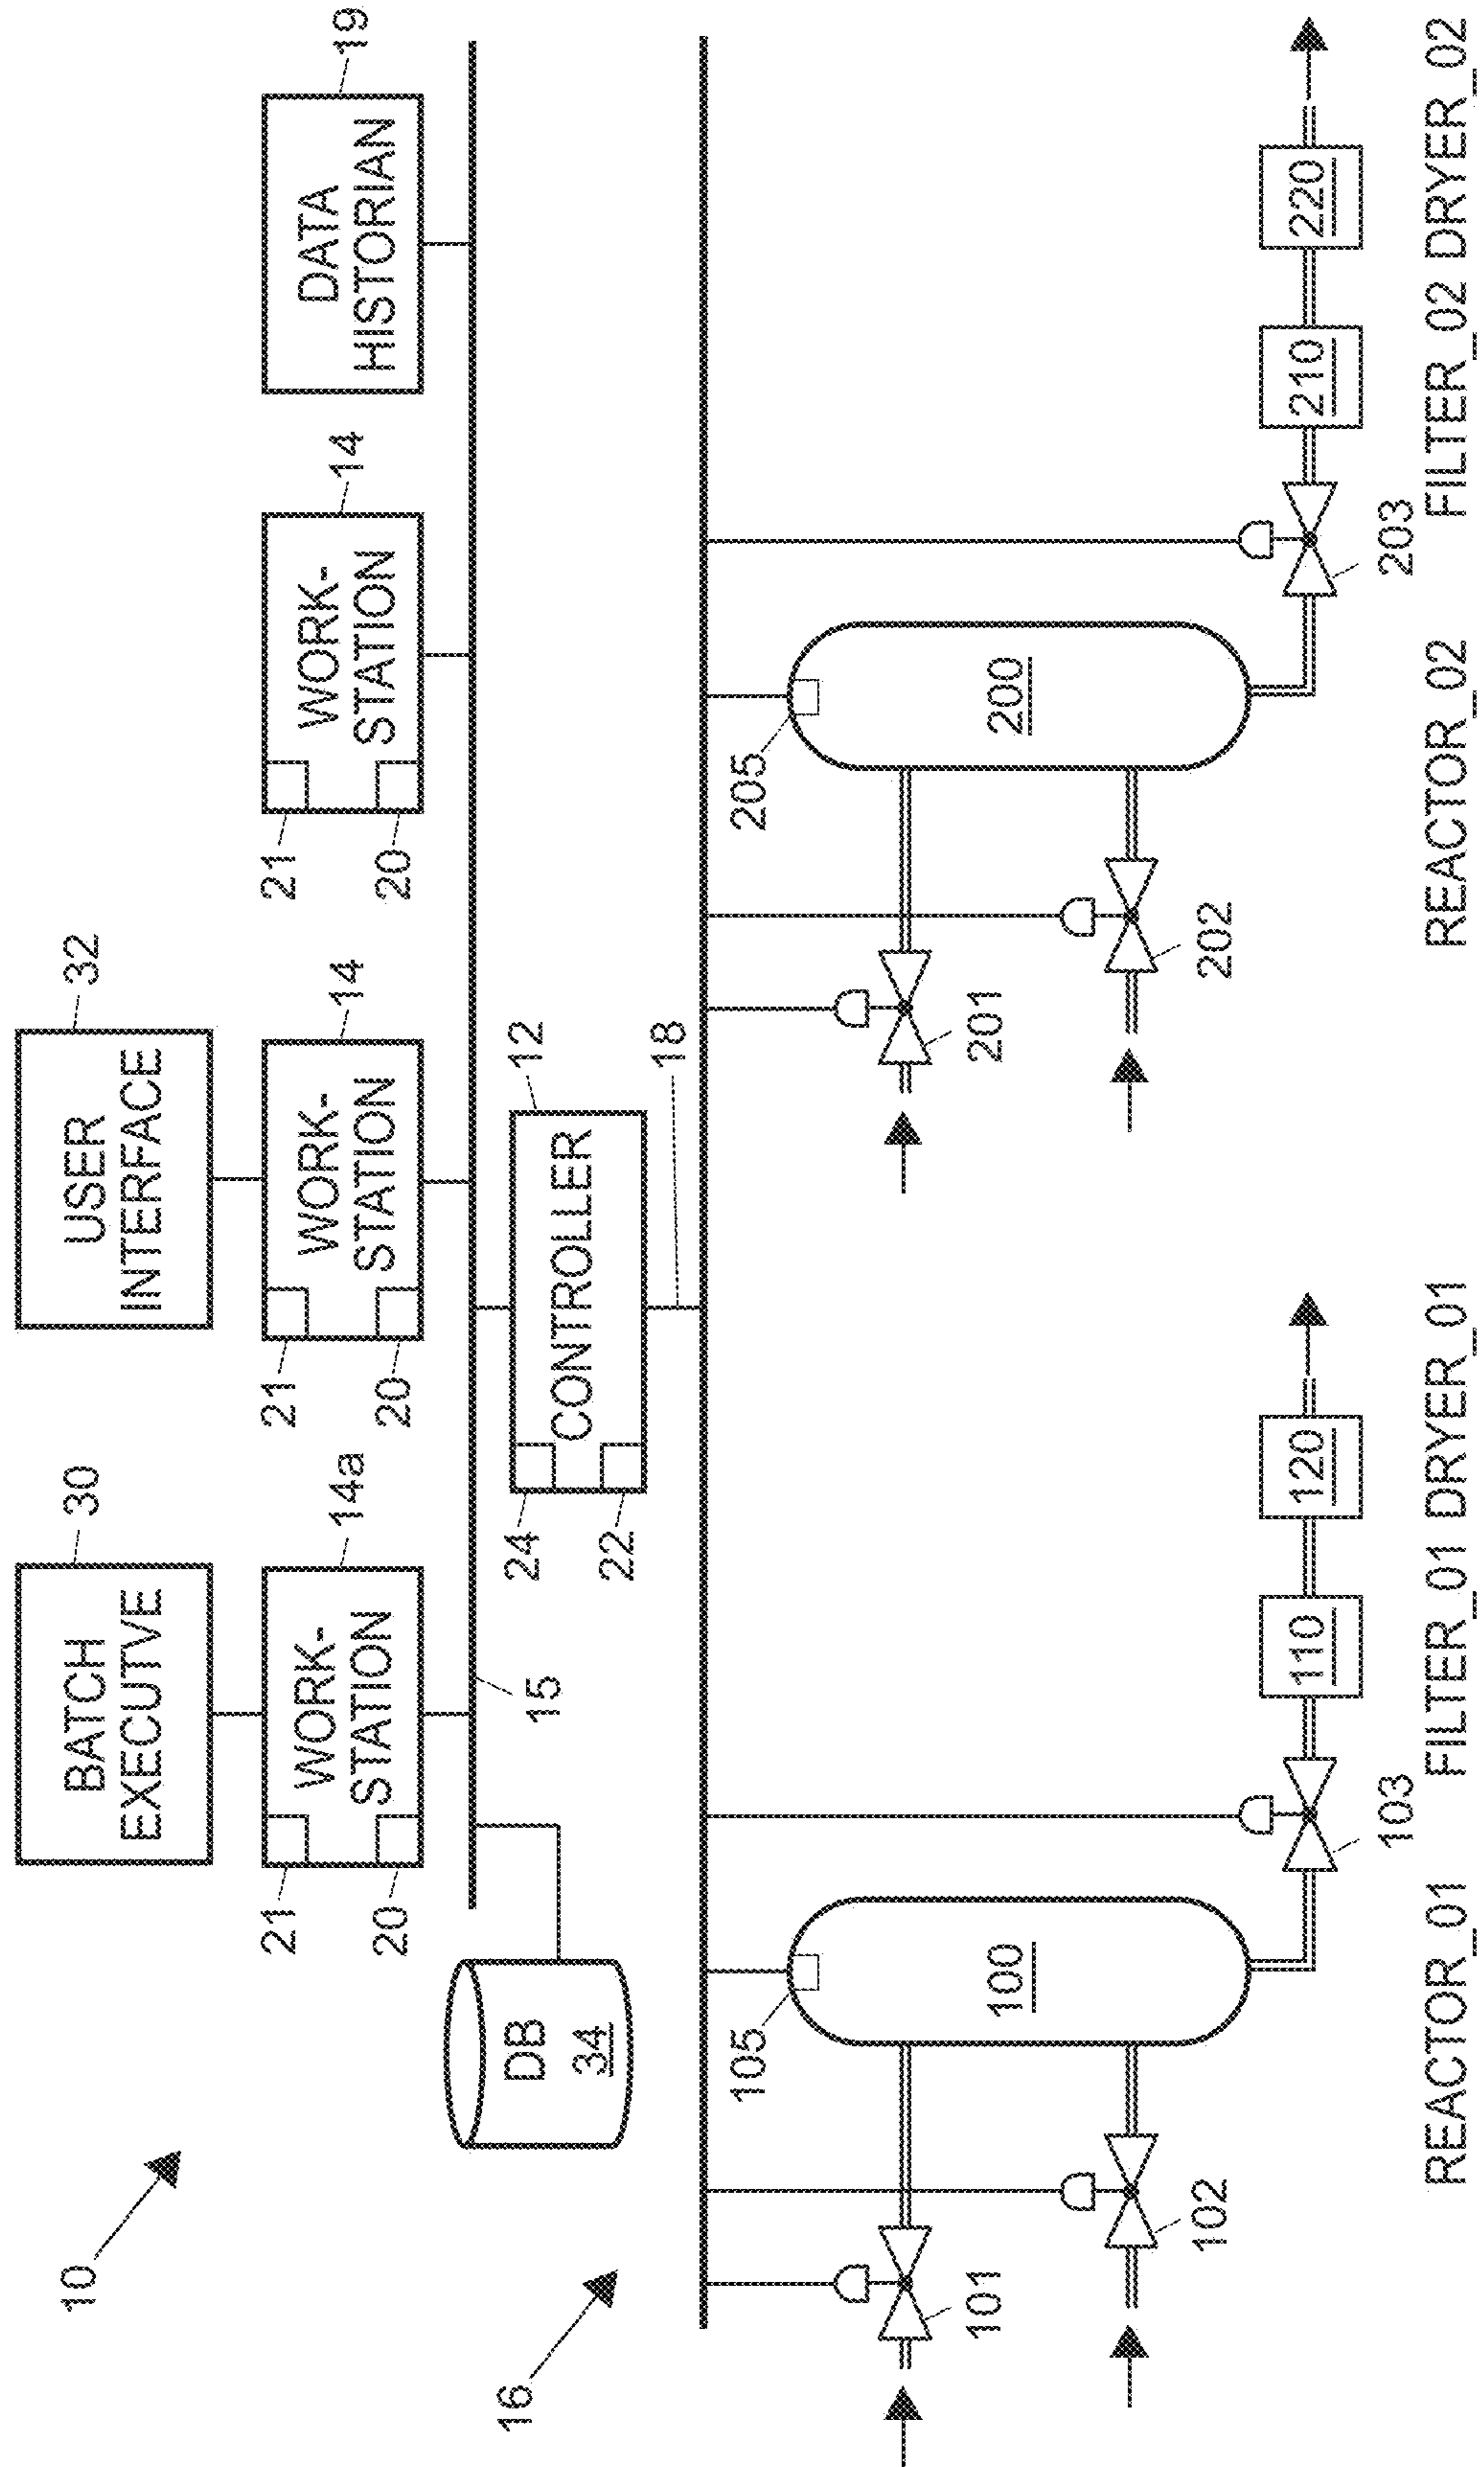 10
BATCH
EXECUTVE
30
USER
INTERFACE
32
21
WORK-
STATION
20
14a
21
WORK-
STATION
20
14
21
WORK-
STATION
20
14
DATA
HISTORIAN
19
15
DB
34
24
CONTROLLER
22
12
16
18
105
100
101
102
103
110
120
205
200
201
202
203
210
220
REACTOR_01 FILTER_01 DRYER_01
REACTOR_02 FILTER_02 DRYER_02